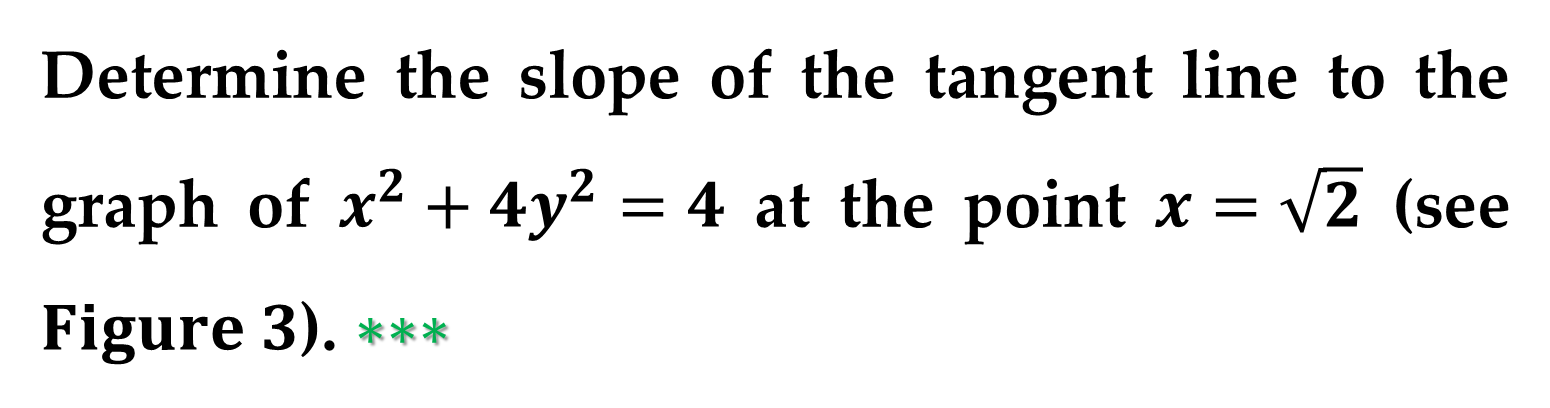 Determine the slope of the tangent line to the
graph of x² + 4y² = 4 at the point x = √2 (see
Figure 3). ***